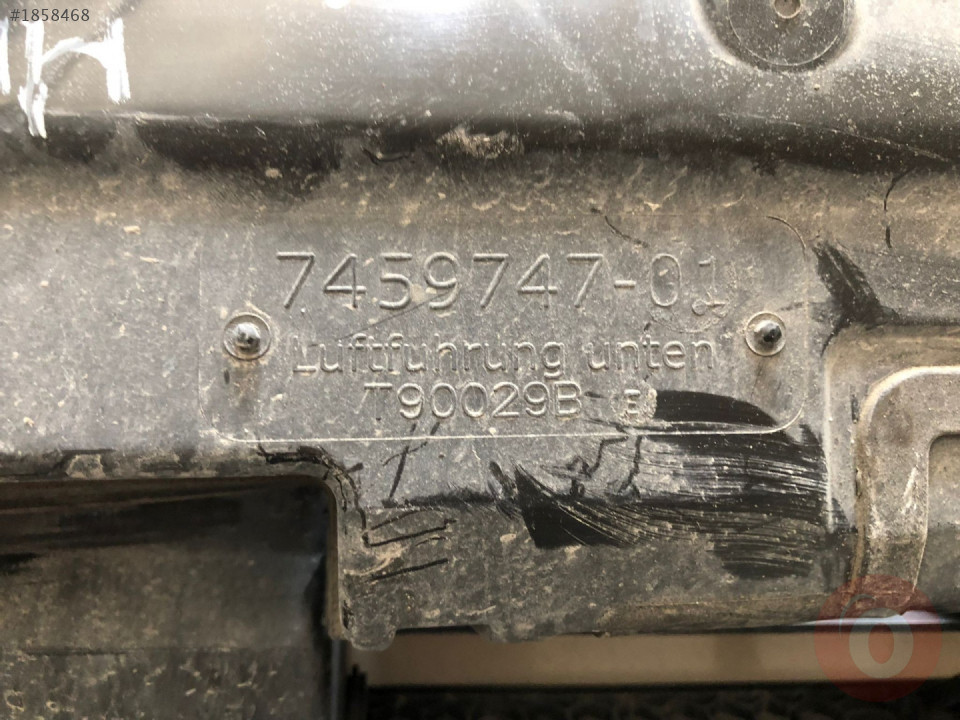 #1858468
7459747-01
Luftfuhrung unten
T90029B E